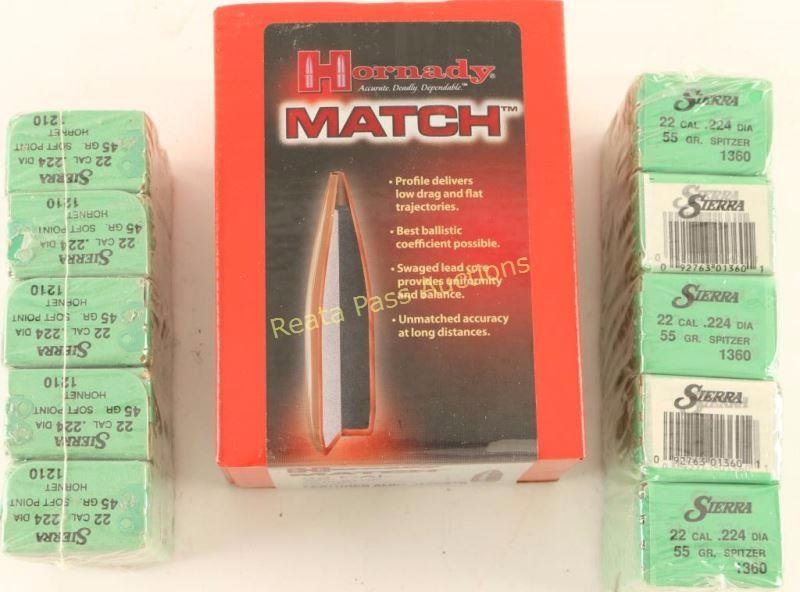 SIERRA
22 CAL .224 DIA
45 GR. SOFT POINT
HORNET
1210
SIERRA
22 CAL .224 DIA
45 GR. SOFT POINT
HORNET
1210
SIERRA
22 CAL .224 DIA
45 GR. SOFT POINT
HORNET
1210
SIERRA
22 CAL .224 DIA
45 GR. SOFT POINT
HORNET
1210
SIERRA
22 CAL .224 DIA
45 GR. SOFT POINT
HORNET
1210
Hornady
Accurate. Deadly. Dependable.™
MATCH™
• Profile delivers
low drag and flat
trajectories.
• Best ballistic
coefficient possible.
• Swaged lead core
provides uniformity
and balance.
• Unmatched accuracy
at long distances.
Reata Pass Auctions
Hornady
MATCH
SIERRA
22 CAL .224 DIA
55 GR. SPITZER
1360
SIERRA
0 92763 01360 1
SIERRA
22 CAL .224 DIA
55 GR. SPITZER
1360
SIERRA
0 92763 01360 1
SIERRA
22 CAL .224 DIA
55 GR. SPITZER
1360